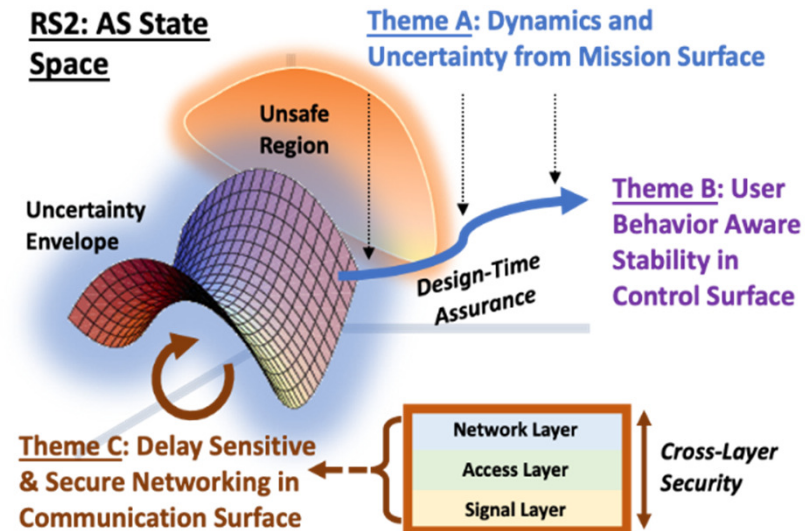 RS2: AS State
Space
Theme A: Dynamics and
Uncertainty from Mission Surface
Unsafe
Region
Uncertainty
Envelope
Theme B: User
Behavior Aware
Stability in
Control Surface
Design-Time
Assurance
Theme C: Delay Sensitive
& Secure Networking in
Communication Surface
Network Layer
Access Layer
Signal Layer
Cross-Layer
Security